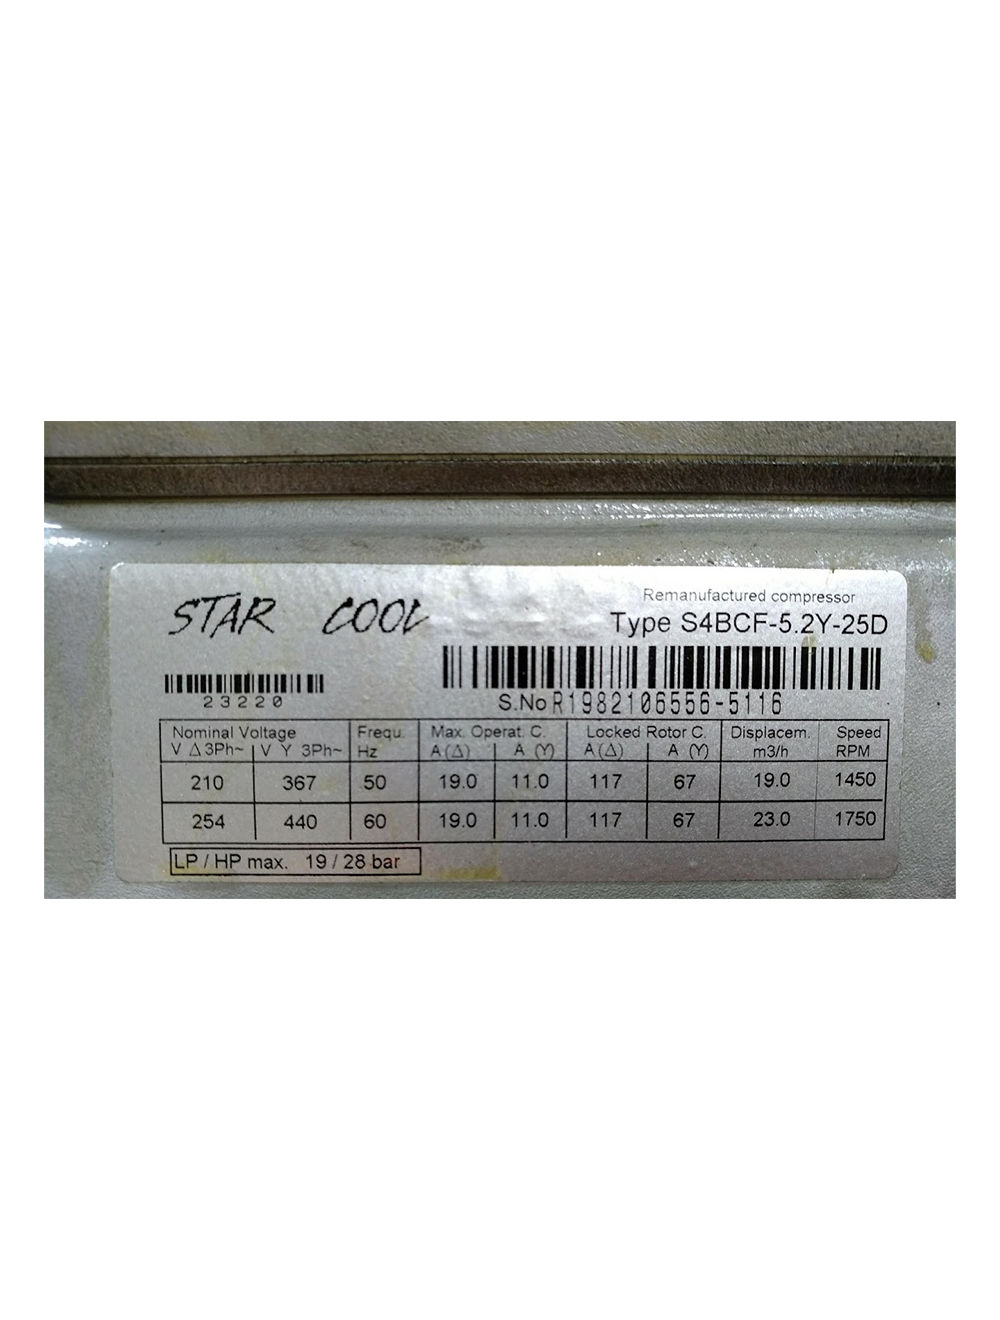 STAR COOL
Remanufactured compressor
Type S4BCF-5.2Y-25D
23220
S.No R1982106556-5116
Nominal Voltage Frequ. Max. Operat. C. Locked Rotor C. Displacem. Speed
V Δ 3Ph~ V Y 3Ph~ Hz A (Δ) A (Y) A (Δ) A (Y) m3/h RPM
210 367 50 19.0 11.0 117 67 19.0 1450
254 440 60 19.0 11.0 117 67 23.0 1750
LP / HP max. 19 / 28 bar